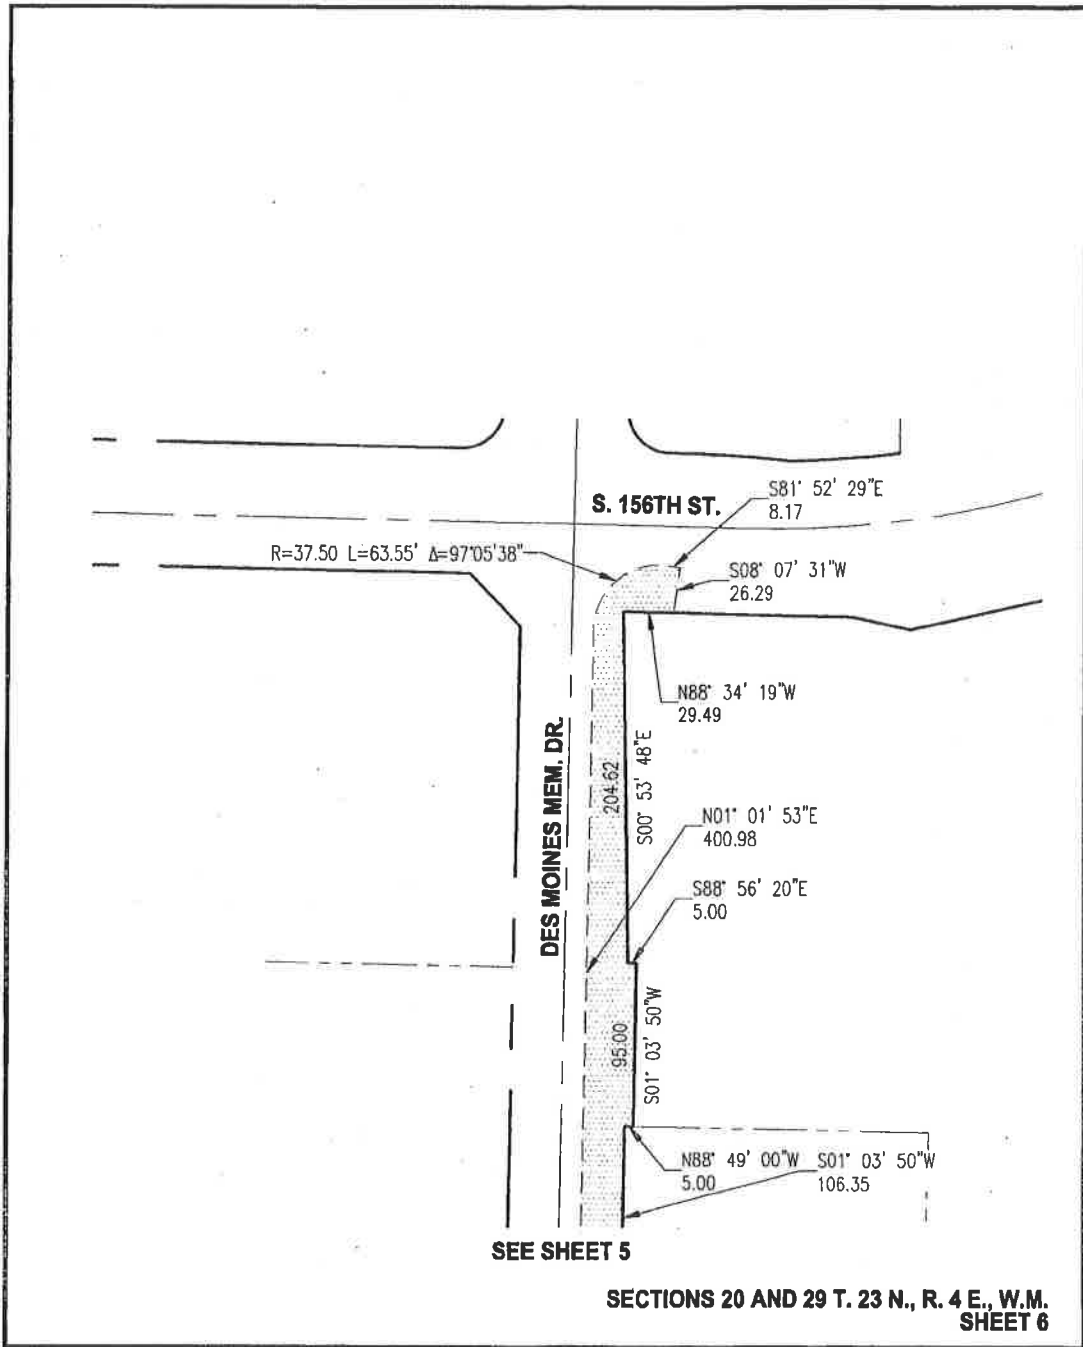 S81° 52' 29"E
8.17
S. 156TH ST.
R=37.50 L=63.55' Δ=97°05'38"
S08° 07' 31"W
26.29
N88° 34' 19"W
29.49
DES MOINES MEM. DR.
204.62
S00° 53' 48"E
N01° 01' 53"E
400.98
S88° 56' 20"E
5.00
95.00
S01° 03' 50"W
N88° 49' 00"W
5.00
S01° 03' 50"W
106.35
SEE SHEET 5
SECTIONS 20 AND 29 T. 23 N., R. 4 E., W.M.
SHEET 6